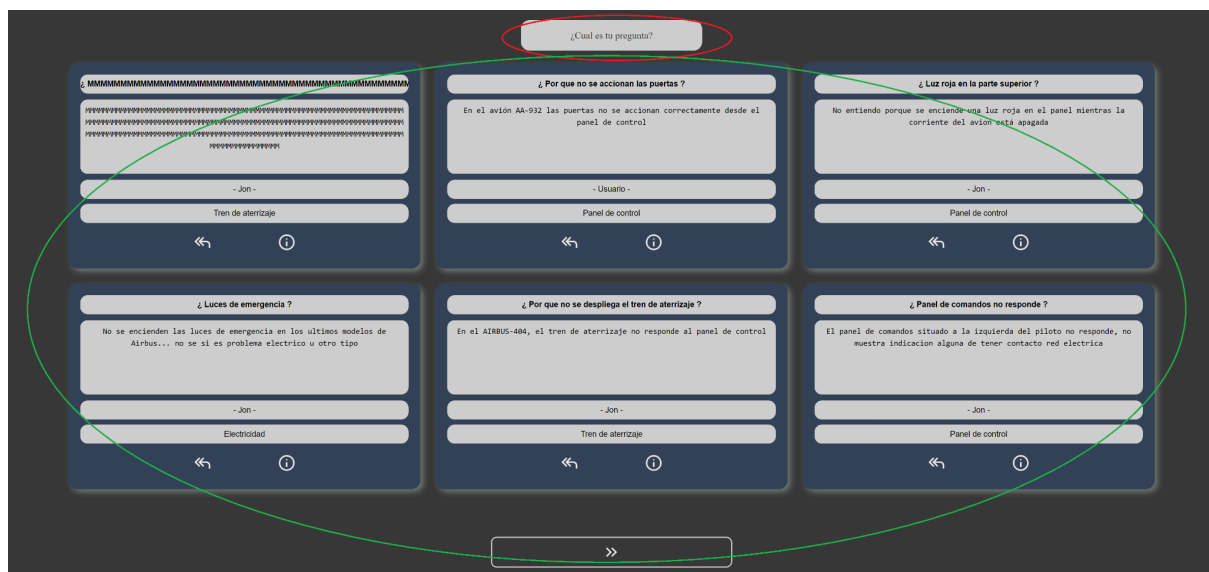 ¿Cual es tu pregunta?
¿ MMMMMMMMMMMMMMMMMMMMMMMMMMMMMMMMMMMMMMM
¿ Por que no se accionan las puertas ?
¿ Luz roja en la parte superior ?
MMMMMMMMMMMMMMMMMMMMMMMMMMMMMMMMMMMMMMMMMMMMMMMMMMMMMMMMMMMMMMMMMMMMMMMMM
MMMMMMMMMMMMMMMMMMMMMMMMMMMMMMMMMMMMMMMMMMMMMMMMMMMMMMMMMMMMMMMMMMMMMMMMM
MMMMMMMMMMMMMMMMMMMMMMMMMMMMMMMMMMMMMMMMMMMMMMMMMMMMMMMMMMMMMMMMMMMMMMMMM
MMMMMMMMMMMMMMMM
En el avión AA-932 las puertas no se accionan correctamente desde el
panel de control
No entiendo porque se enciende una luz roja en el panel mientras la
corriente del avion está apagada
- Jon -
- Usuario -
- Jon -
Tren de aterrizaje
Panel de control
Panel de control
¿ Luces de emergencia ?
¿ Por que no se despliega el tren de aterrizaje ?
¿ Panel de comandos no responde ?
No se encienden las luces de emergencia en los ultimos modelos de
Airbus... no se si es problema electrico u otro tipo
En el AIRBUS-404, el tren de aterrizaje no responde al panel de control
El panel de comandos situado a la izquierda del piloto no responde, no
muestra indicacion alguna de tener contacto red electrica
- Jon -
- Jon -
- Jon -
Electricidad
Tren de aterrizaje
Panel de control